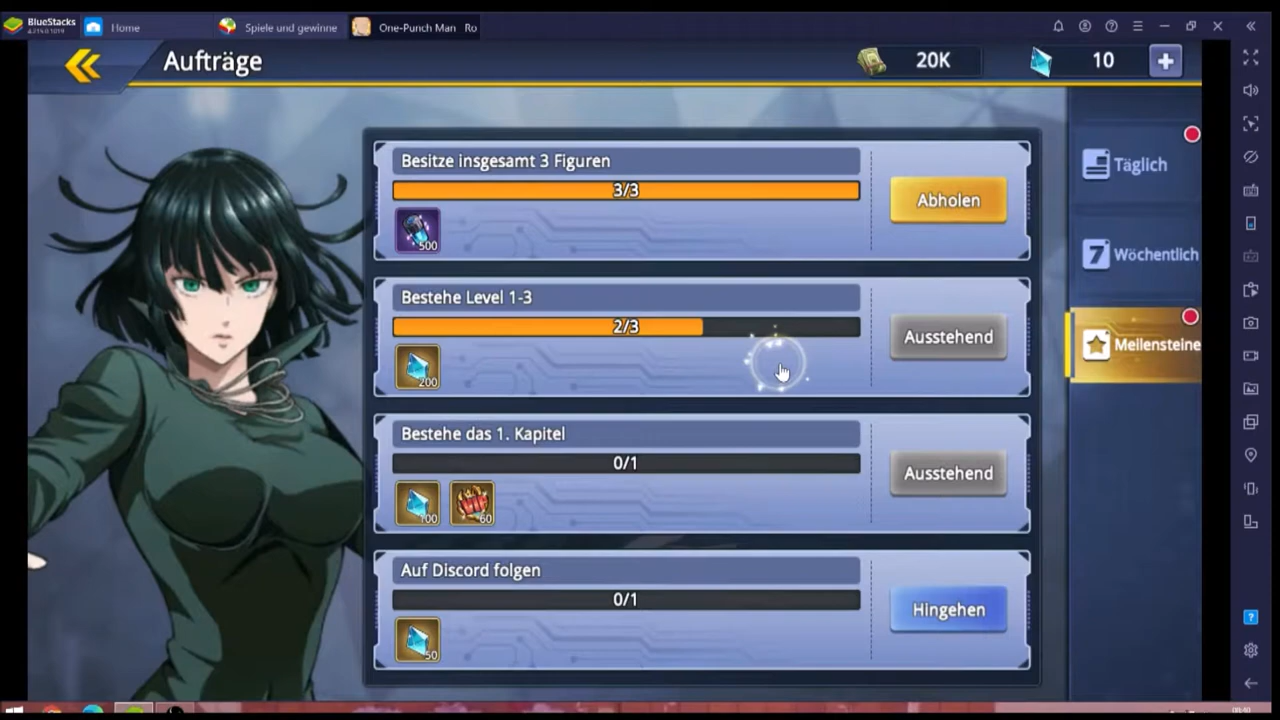 BlueStacks
Home
Spiele und gewinne
One-Punch Man Ro
Aufträge
20K
10
Besitze insgesamt 3 Figuren
3/3
Abholen
500
Bestehe Level 1-3
2/3
Ausstehend
200
Bestehe das 1. Kapitel
0/1
Ausstehend
100
60
Auf Discord folgen
0/1
Hingehen
50
Täglich
7 Wöchentlich
Meilensteine